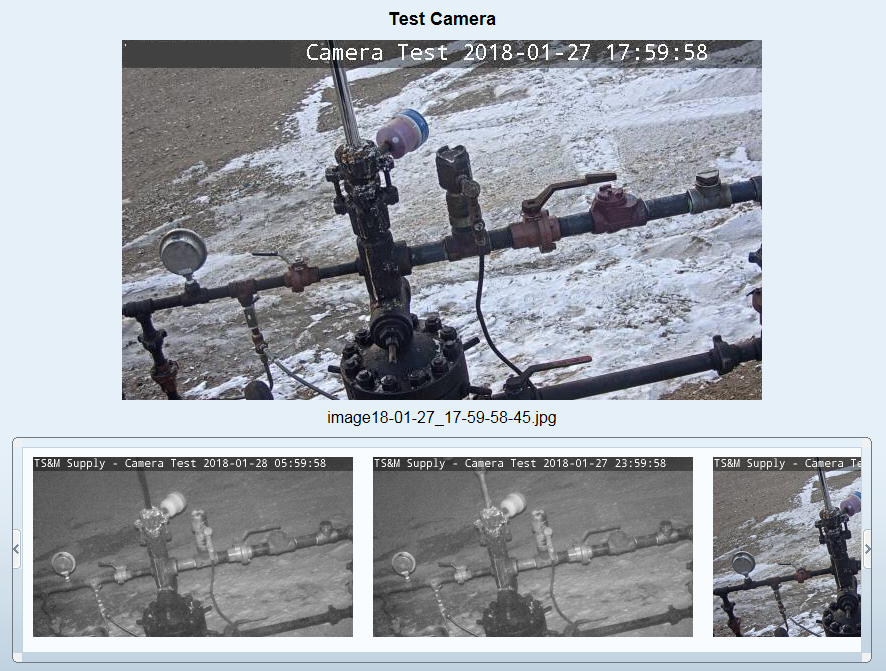 Test Camera
Camera Test 2018-01-27 17:59:58
image18-01-27_17-59-58-45.jpg
TS&M Supply - Camera Test 2018-01-28 05:59:58
TS&M Supply - Camera Test 2018-01-27 23:59:58
TS&M Supply - Camera Te